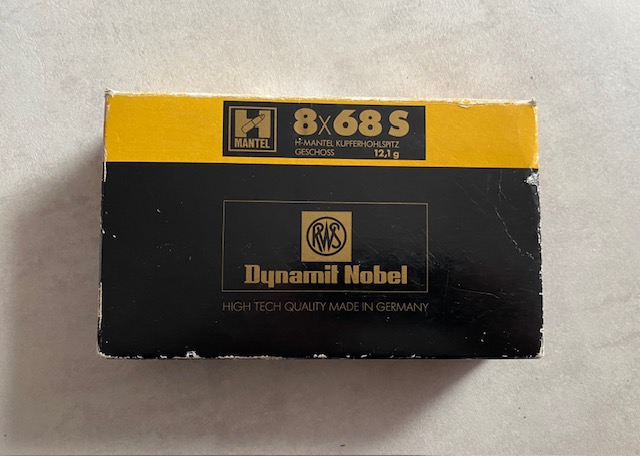 H
MANTEL
8x68 S
H-MANTEL KUPFERHOHLSPITZ
GESCHOSS 12,1 g
RWS
Dynamit Nobel
HIGH TECH QUALITY MADE IN GERMANY